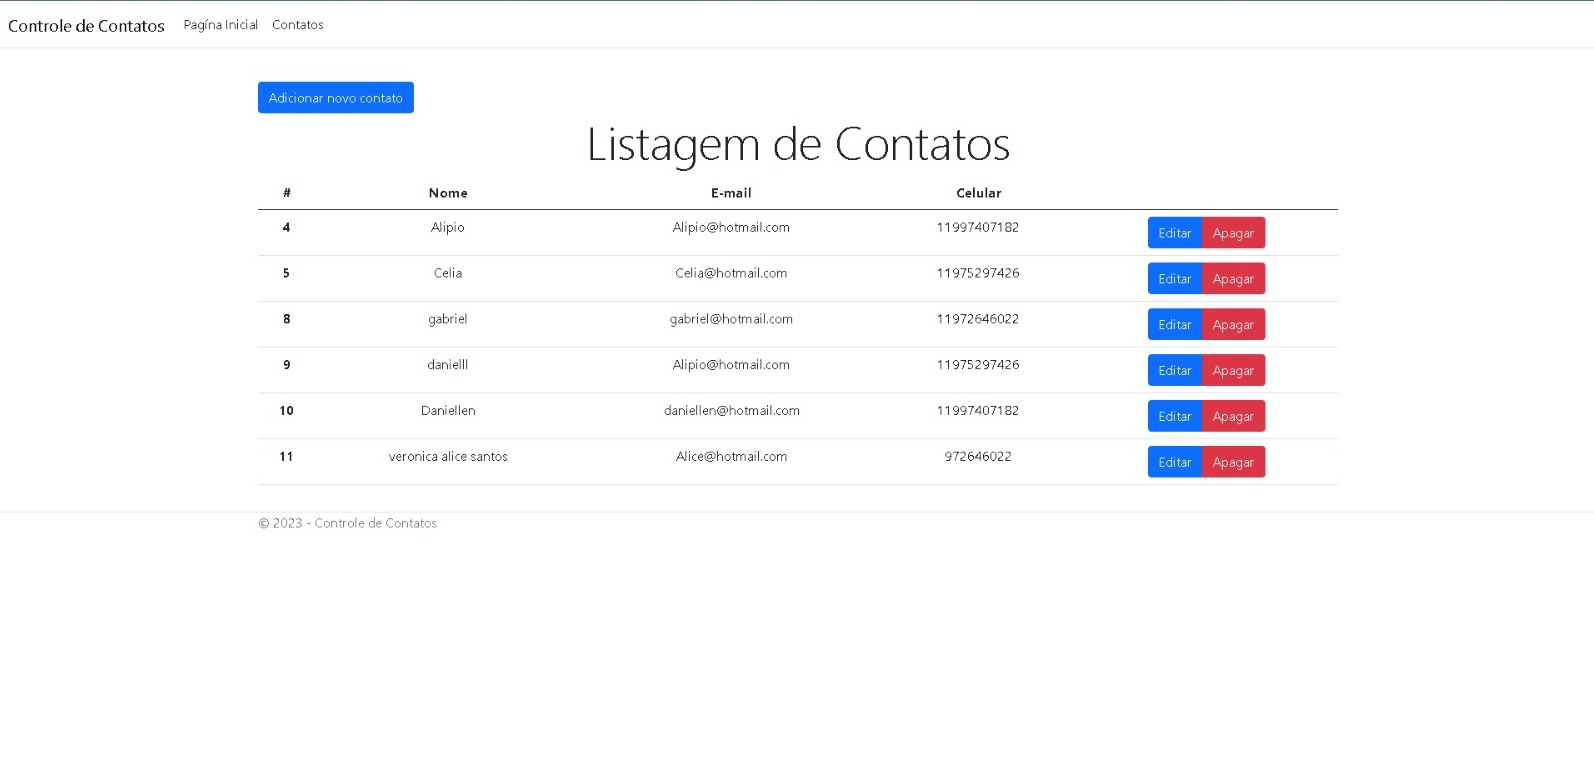 Controle de Contatos Pagína Inicial Contatos
Adicionar novo contato
Listagem de Contatos
# Nome E-mail Celular
4 Alipio Alipio@hotmail.com 11997407182 Editar Apagar
5 Celia Celia@hotmail.com 11975297426 Editar Apagar
8 gabriel gabriel@hotmail.com 11972646022 Editar Apagar
9 danielll Alipio@hotmail.com 11975297426 Editar Apagar
10 Daniellen daniellen@hotmail.com 11997407182 Editar Apagar
11 veronica alice santos Alice@hotmail.com 972646022 Editar Apagar
© 2023 - Controle de Contatos